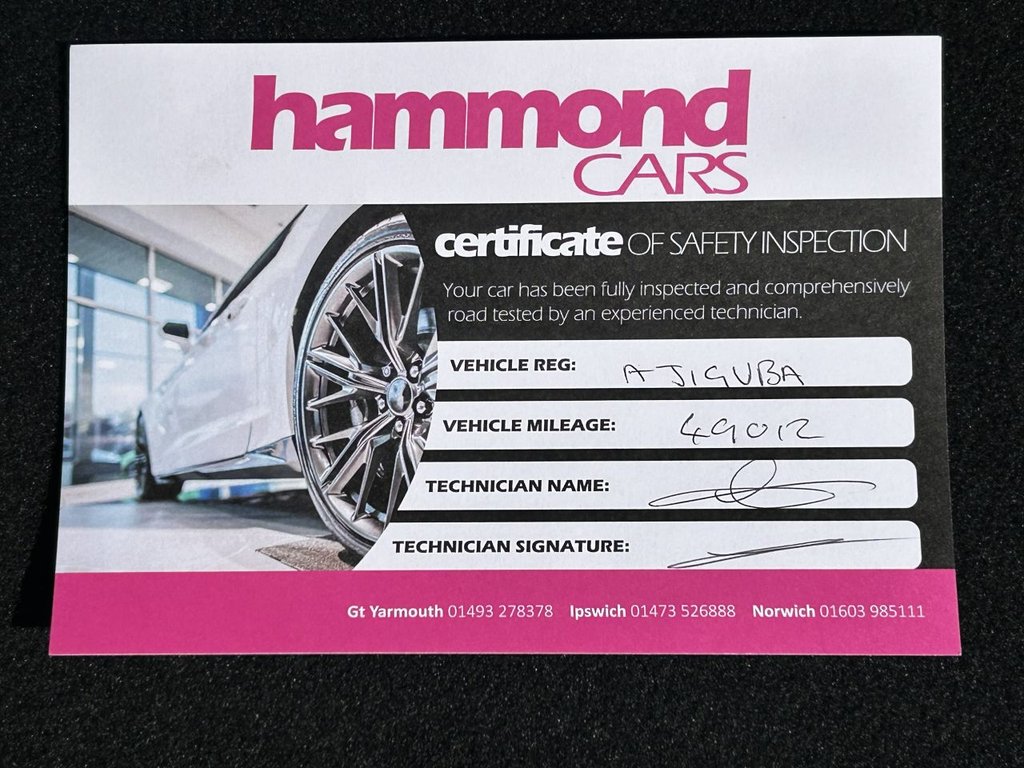 hammond
CARS
certificate OF SAFETY INSPECTION
Your car has been fully inspected and comprehensively
road tested by an experienced technician.
VEHICLE REG: AJ19VBA
VEHICLE MILEAGE: 49012
TECHNICIAN NAME:
TECHNICIAN SIGNATURE:
Gt Yarmouth 01493 278378 Ipswich 01473 526888 Norwich 01603 985111